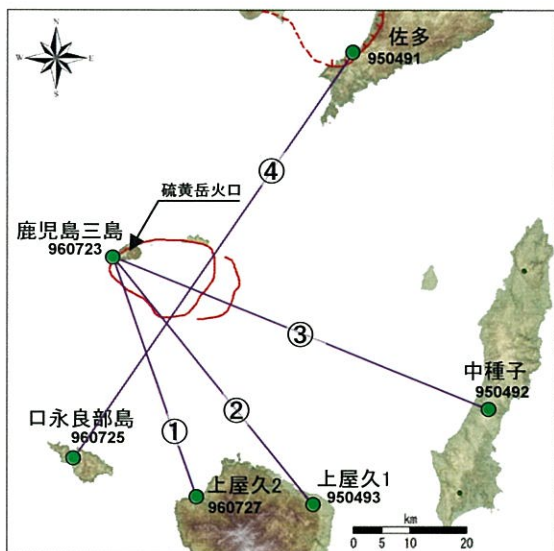 N
W
E
S
佐多
950491
④
硫黄岳火口
鹿児島三島
960723
③
中種子
950492
②
口永良部島
960725
①
上屋久2
960727
上屋久1
950493
km
0 5 10 20